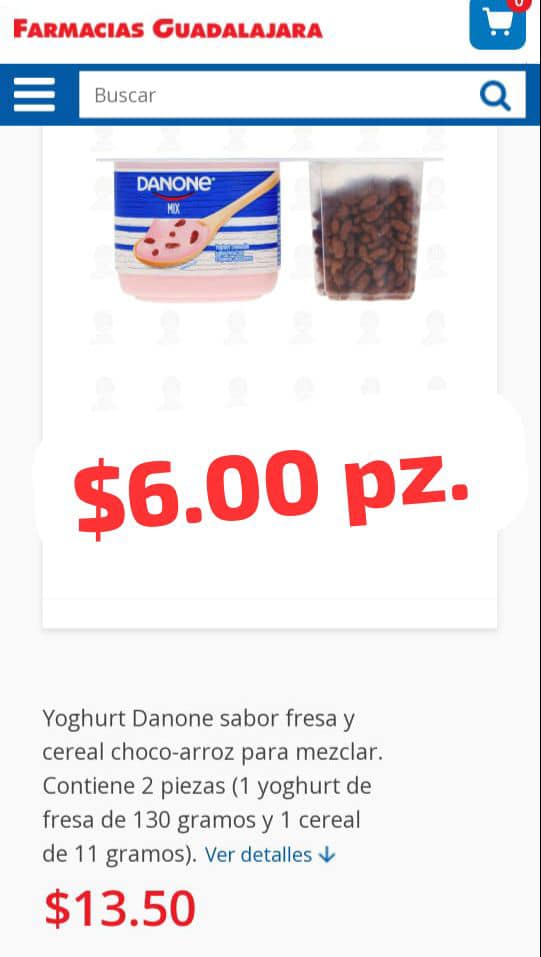 FARMACIAS GUADALAJARA
0
Buscar
DANONE
MIX
$6.00 pz.
Yoghurt Danone sabor fresa y
cereal choco-arroz para mezclar.
Contiene 2 piezas (1 yoghurt de
fresa de 130 gramos y 1 cereal
de 11 gramos). Ver detalles ↓
$13.50